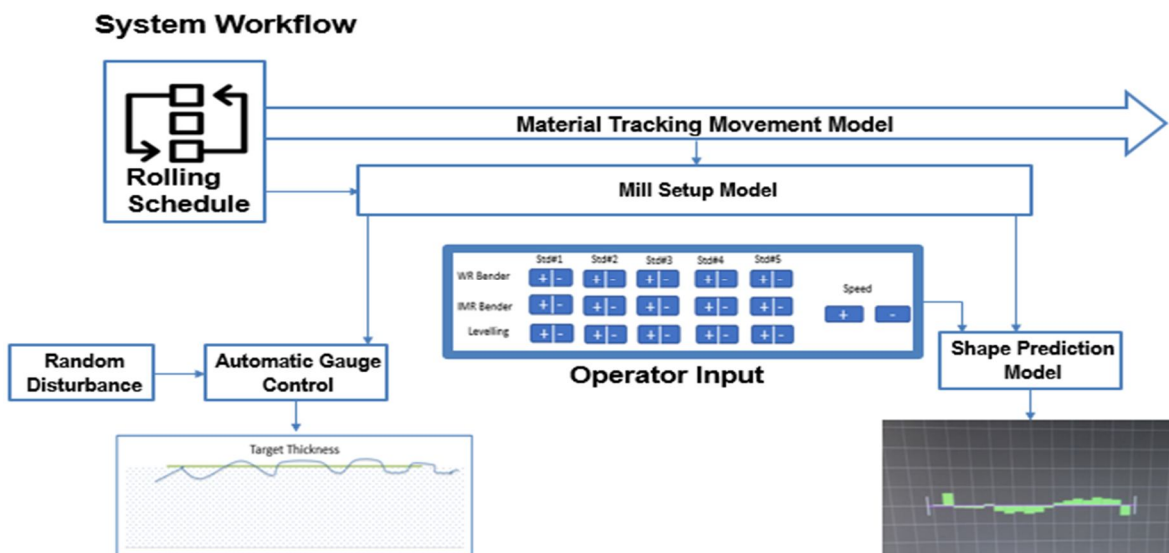 System Workflow
Material Tracking Movement Model
Rolling
Schedule
Mill Setup Model
Std#1 Std#2 Std#3 Std#4 Std#5
WR Bender + - + - + - + - + -
Speed
IMR Bender + - + - + - + - + -
+ -
Levelling + - + - + - + - + -
Operator Input
Random
Disturbance
Automatic Gauge
Control
Shape Prediction
Model
Target Thickness